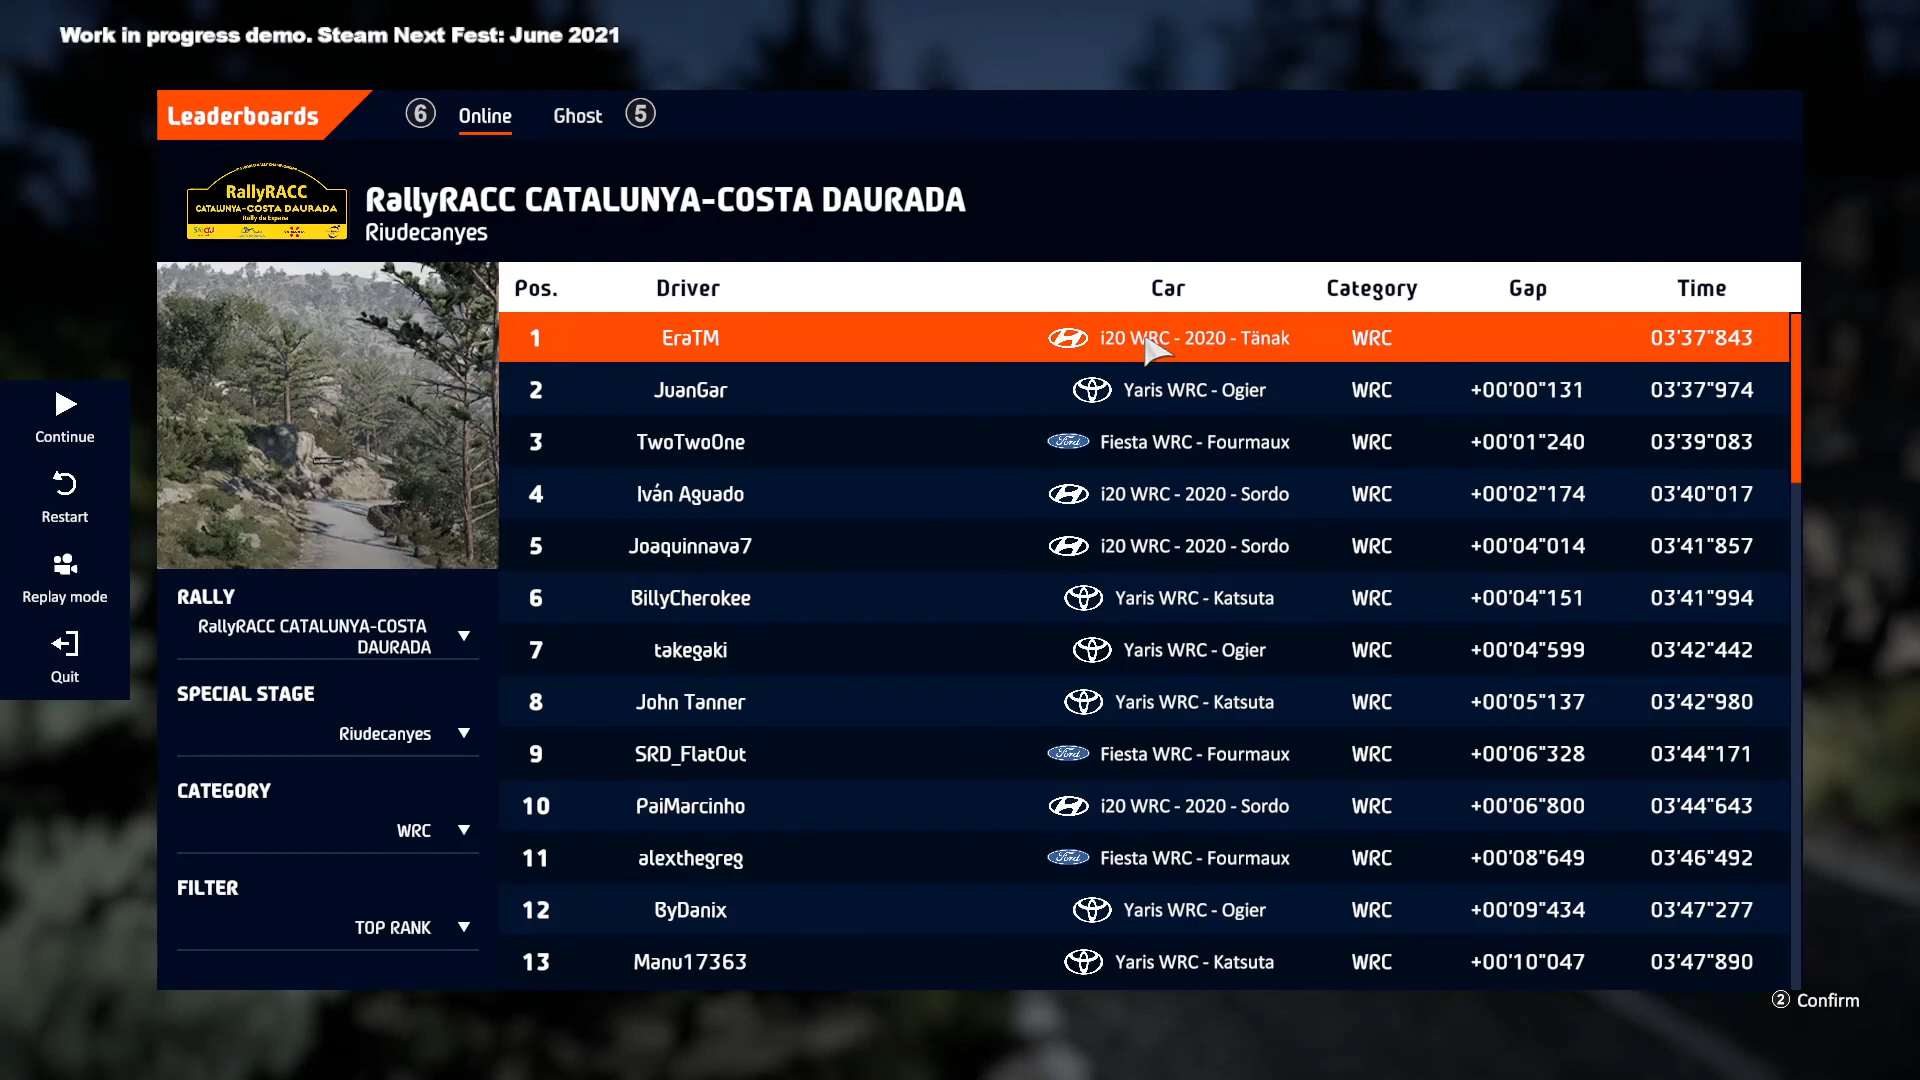 Work in progress demo. Steam Next Fest: June 2021
Leaderboards
6 Online Ghost 5
RallyRACC
CATALUNYA-COSTA DAURADA
Rally de España
RallyRACC CATALUNYA-COSTA DAURADA
Riudecanyes
Pos. Driver Car Category Gap Time
1 EraTM i20 WRC - 2020 - Tänak WRC 03'37"843
2 JuanGar Yaris WRC - Ogier WRC +00'00"131 03'37"974
3 TwoTwoOne Ford Fiesta WRC - Fourmaux WRC +00'01"240 03'39"083
4 Iván Aguado i20 WRC - 2020 - Sordo WRC +00'02"174 03'40"017
5 Joaquinnava7 i20 WRC - 2020 - Sordo WRC +00'04"014 03'41"857
6 BillyCherokee Yaris WRC - Katsuta WRC +00'04"151 03'41"994
7 takegaki Yaris WRC - Ogier WRC +00'04"599 03'42"442
8 John Tanner Yaris WRC - Katsuta WRC +00'05"137 03'42"980
9 SRD_FlatOut Ford Fiesta WRC - Fourmaux WRC +00'06"328 03'44"171
10 PaiMarcinho i20 WRC - 2020 - Sordo WRC +00'06"800 03'44"643
11 alexthegreg Ford Fiesta WRC - Fourmaux WRC +00'08"649 03'46"492
12 ByDanix Yaris WRC - Ogier WRC +00'09"434 03'47"277
13 Manu17363 Yaris WRC - Katsuta WRC +00'10"047 03'47"890
Continue
Restart
Replay mode
Quit
RALLY
RallyRACC CATALUNYA-COSTA
DAURADA
SPECIAL STAGE
Riudecanyes
CATEGORY
WRC
FILTER
TOP RANK
2 Confirm